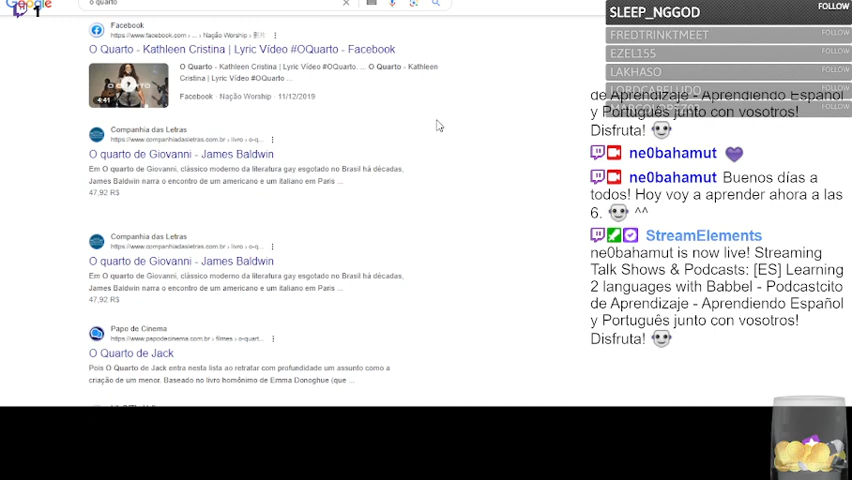 Google
o quarto
1
Facebook
https://www.facebook.com › ... › Nação Worship
O Quarto - Kathleen Cristina | Lyric Vídeo #OQuarto - Facebook
O Quarto - Kathleen Cristina | Lyric Vídeo #OQuarto. ... O Quarto - Kathleen
Cristina | Lyric Vídeo #OQuarto ...
4:41
Facebook · Nação Worship · 11/12/2019
Companhia das Letras
https://www.companhiadasletras.com.br › livro › o-q...
O quarto de Giovanni - James Baldwin
Em O quarto de Giovanni, clássico moderno da literatura gay esgotado no Brasil há décadas,
James Baldwin narra o encontro de um americano e um italiano em Paris ...
47,92 R$
Companhia das Letras
https://www.companhiadasletras.com.br › livro › o-q...
O quarto de Giovanni - James Baldwin
Em O quarto de Giovanni, clássico moderno da literatura gay esgotado no Brasil há décadas,
James Baldwin narra o encontro de um americano e um italiano em Paris ...
47,92 R$
Papo de Cinema
https://www.papodecinema.com.br › filmes › o-quart...
O Quarto de Jack
Pois O Quarto de Jack entra nesta lista ao retratar com profundidade um assunto como a
criação de um menor. Baseado no livro homônimo de Emma Donoghue (que ...
SLEEP_NGGOD FOLLOW
FREDTRINKTMEET FOLLOW
EZEL155 FOLLOW
LAKHASO FOLLOW
LORDCABELUDO FOLLOW
FOLLOW
de Aprendizaje - Aprendiendo Español
y Português junto con vosotros!
Disfruta!
ne0bahamut
ne0bahamut Buenos días a
todos! Hoy voy a aprender ahora a las
6. ^^
StreamElements
ne0bahamut is now live! Streaming
Talk Shows & Podcasts: [ES] Learning
2 languages with Babbel - Podcastcito
de Aprendizaje - Aprendiendo Español
y Português junto con vosotros!
Disfruta!